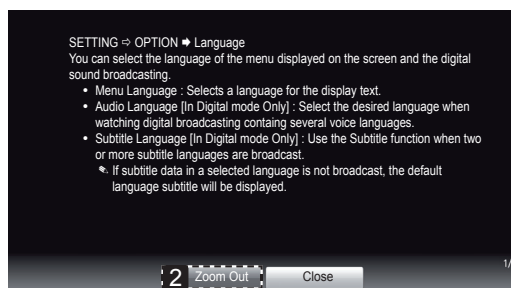 SETTING ⇨ OPTION ➡ Language
You can select the language of the menu displayed on the screen and the digital
sound broadcasting.
• Menu Language : Selects a language for the display text.
• Audio Language [In Digital mode Only] : Select the desired language when
watching digital broadcasting containg several voice languages.
• Subtitle Language [In Digital mode Only] : Use the Subtitle function when two
or more subtitle languages are broadcast.
✎ If subtitle data in a selected language is not broadcast, the default
language subtitle will be displayed.
1/
2 Zoom Out Close